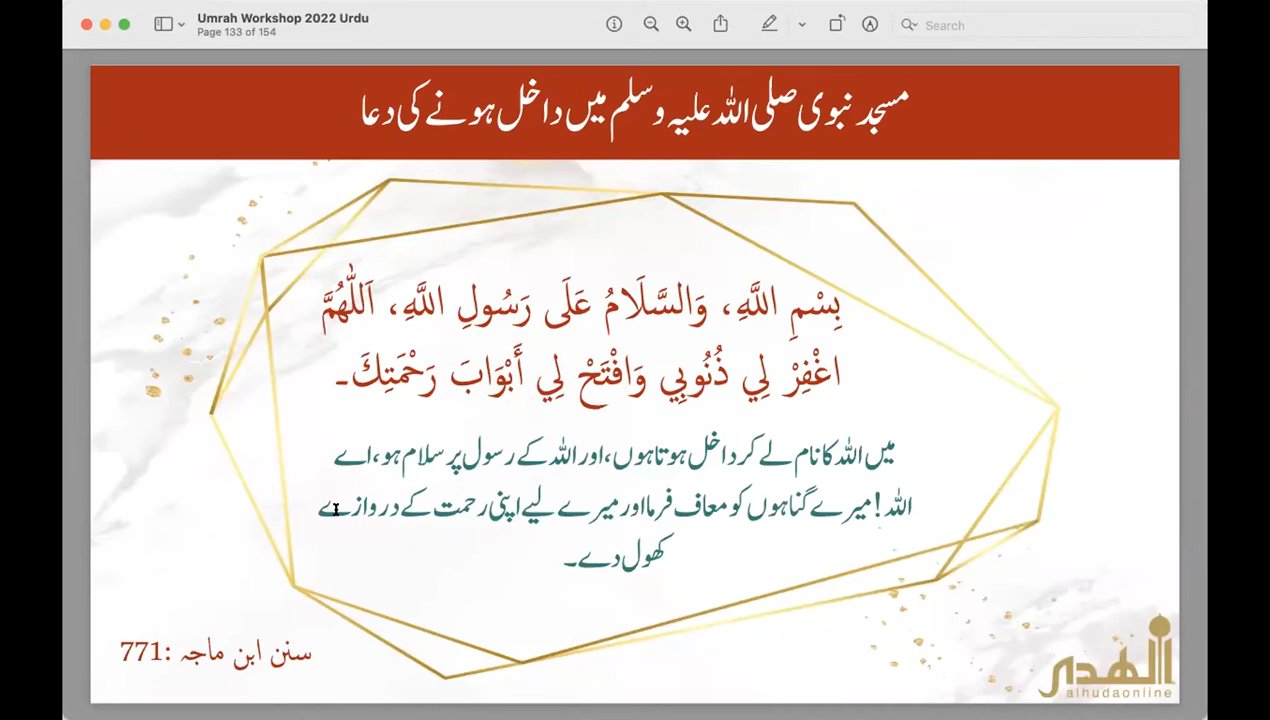 Umrah Workshop 2022 Urdu
Page 133 of 154
Search
مسجد نبوی صلی اللہ علیہ وسلم میں داخل ہونے کی دعا
بِسْمِ اللَّهِ، وَالسَّلَامُ عَلَى رَسُولِ اللَّهِ، اَللّٰهُمَّ
اغْفِرْ لِي ذُنُوبِي وَافْتَحْ لِي أَبْوَابَ رَحْمَتِكَ۔
میں اللہ کا نام لے کر داخل ہوتا ہوں، اور اللہ کے رسول پر سلام ہو، اے
اللہ! میرے گناہوں کو معاف فرما اور میرے لیے اپنی رحمت کے دروازے
کھول دے۔
سنن ابن ماجہ :771
الهدى
alhudaonline